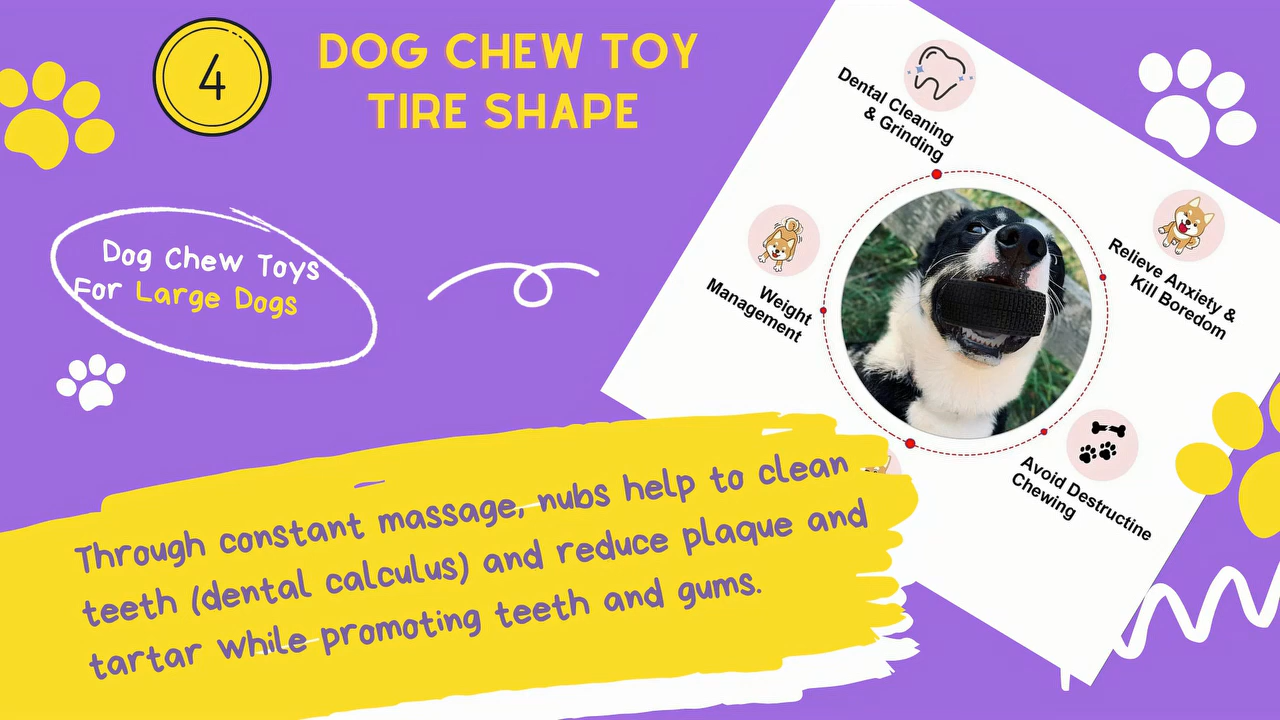 4
DOG CHEW TOY
TIRE SHAPE
Dog Chew Toys
For Large Dogs
Dental Cleaning
& Grinding
Relieve Anxiety &
Kill Boredom
Weight
Management
Avoid Destructine
Chewing
Through constant massage, nubs help to clean
teeth (dental calculus) and reduce plaque and
tartar while promoting teeth and gums.